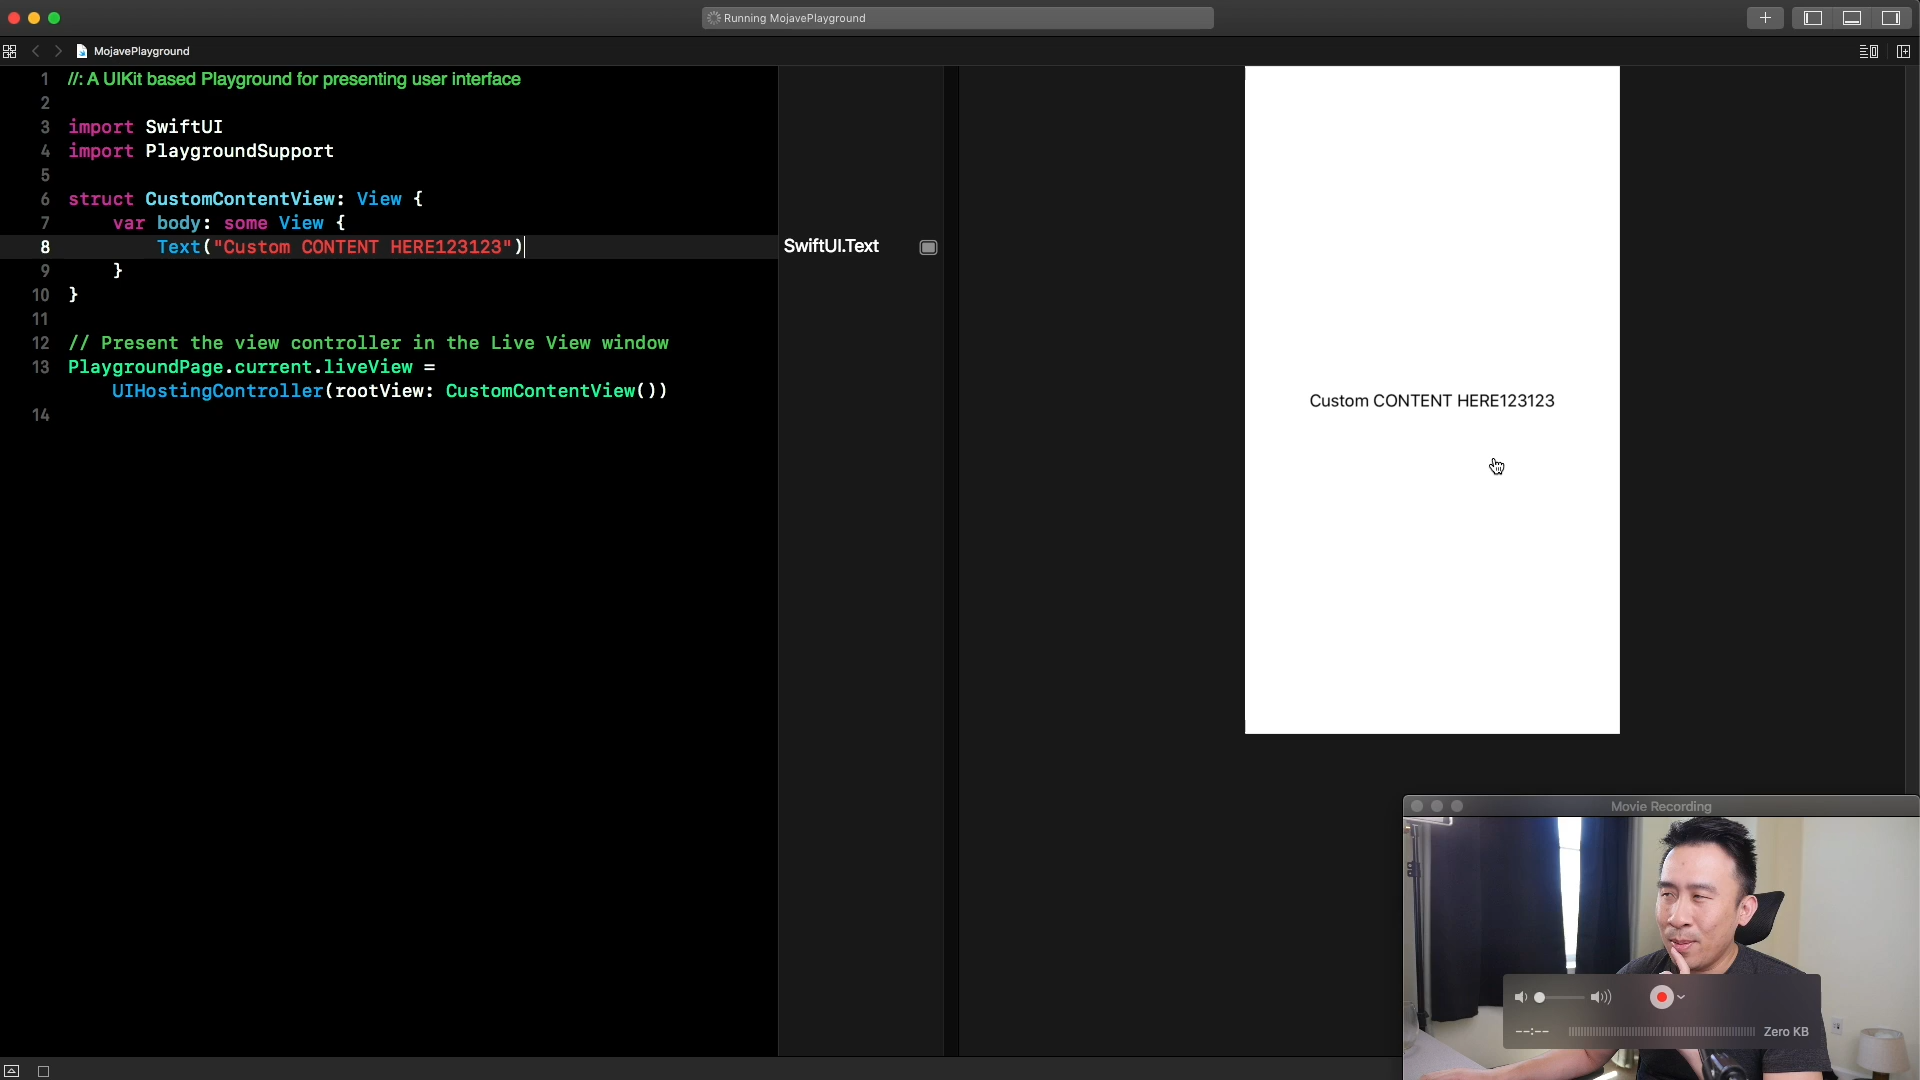 Running MojavePlayground
MojavePlayground
1 //: A UIKit based Playground for presenting user interface
2
3 import SwiftUI
4 import PlaygroundSupport
5
6 struct CustomContentView: View {
7 var body: some View {
8 Text("Custom CONTENT HERE123123")
9 }
10 }
11
12 // Present the view controller in the Live View window
13 PlaygroundPage.current.liveView =
UIHostingController(rootView: CustomContentView())
14
SwiftUI.Text
Custom CONTENT HERE123123
Movie Recording
--:--
Zero KB